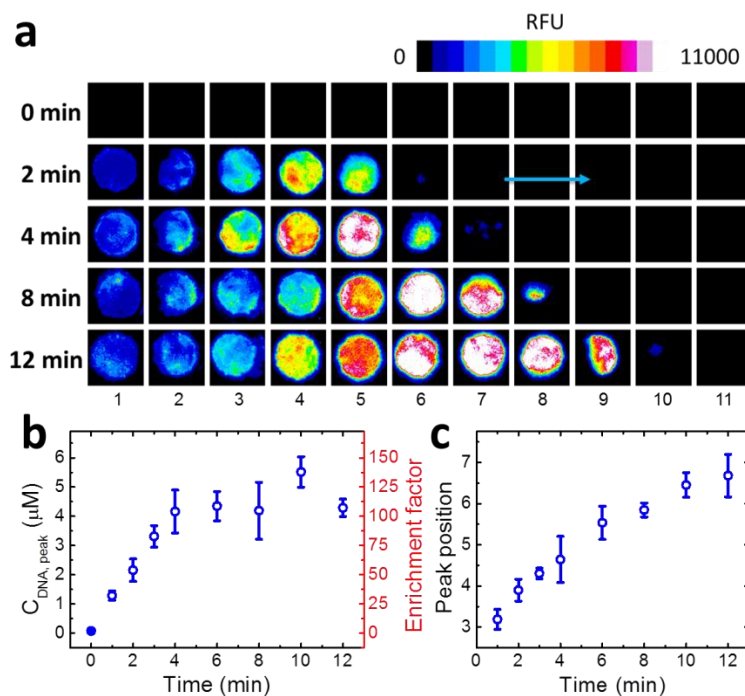 a
RFU
0 11000
0 min
2 min
4 min
8 min
12 min
1 2 3 4 5 6 7 8 9 10 11
b
C DNA, peak (μM)
6
5
4
3
2
1
0
150
125
100
75
50
25
0
Enrichment factor
0 2 4 6 8 10 12
Time (min)
c
Peak position
7
6
5
4
3
0 2 4 6 8 10 12
Time (min)